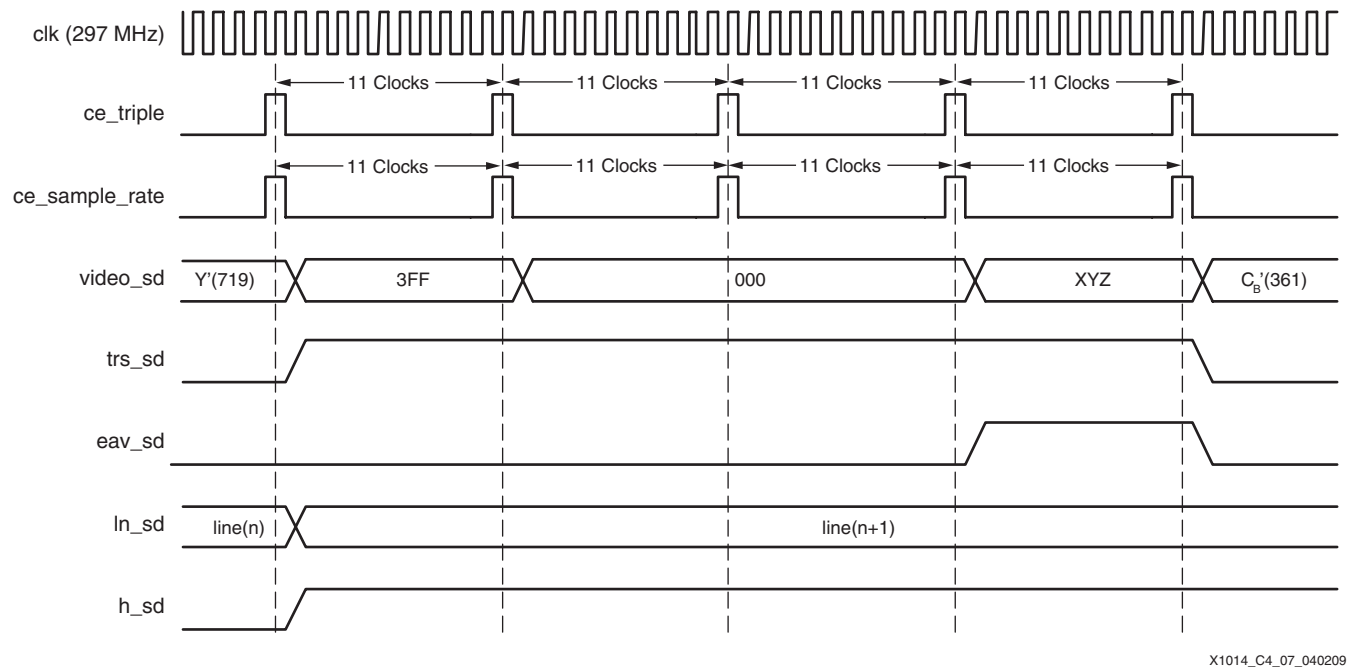 clk (297 MHz)
11 Clocks 11 Clocks 11 Clocks 11 Clocks
ce_triple
11 Clocks 11 Clocks 11 Clocks 11 Clocks
ce_sample_rate
video_sd Y'(719) 3FF 000 XYZ CB'(361)
trs_sd
eav_sd
ln_sd line(n) line(n+1)
h_sd
X1014_C4_07_040209